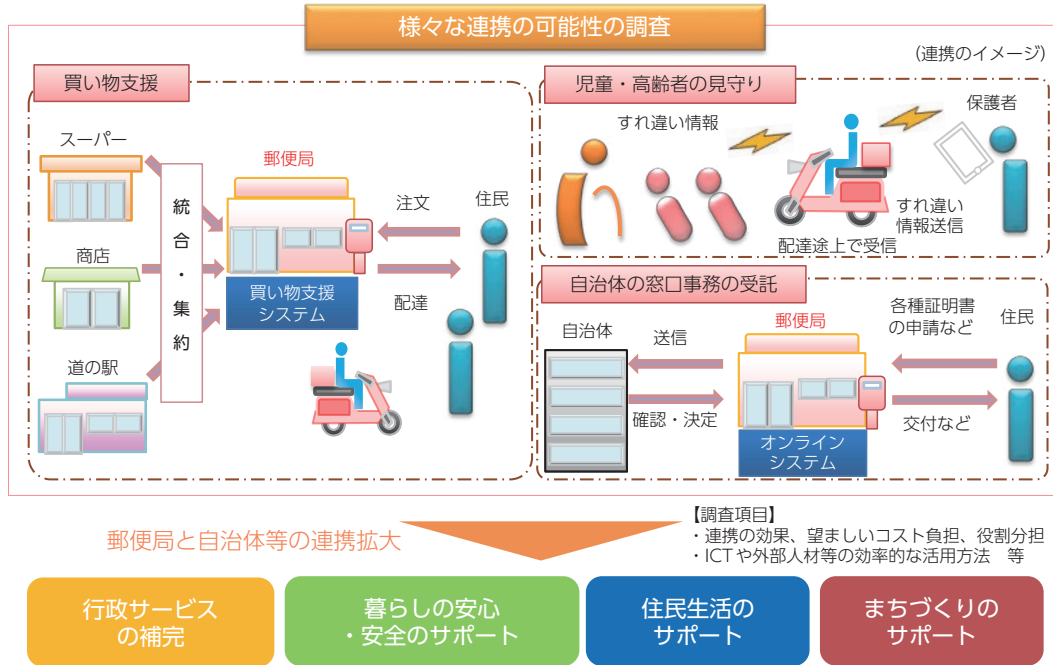 様々な連携の可能性の調査
(連携のイメージ)
買い物支援
スーパー
商店
道の駅
統合・集約
郵便局
買い物支援
システム
注文
配達
住民
児童・高齢者の見守り
すれ違い情報
保護者
すれ違い
情報送信
配達途上で受信
自治体の窓口事務の受託
自治体
送信
確認・決定
郵便局
オンライン
システム
各種証明書
の申請など
交付など
住民
郵便局と自治体等の連携拡大
【調査項目】
・連携の効果、望ましいコスト負担、役割分担
・ICTや外部人材等の効率的な活用方法 等
行政サービス
の補完
暮らしの安心
・安全のサポート
住民生活の
サポート
まちづくりの
サポート